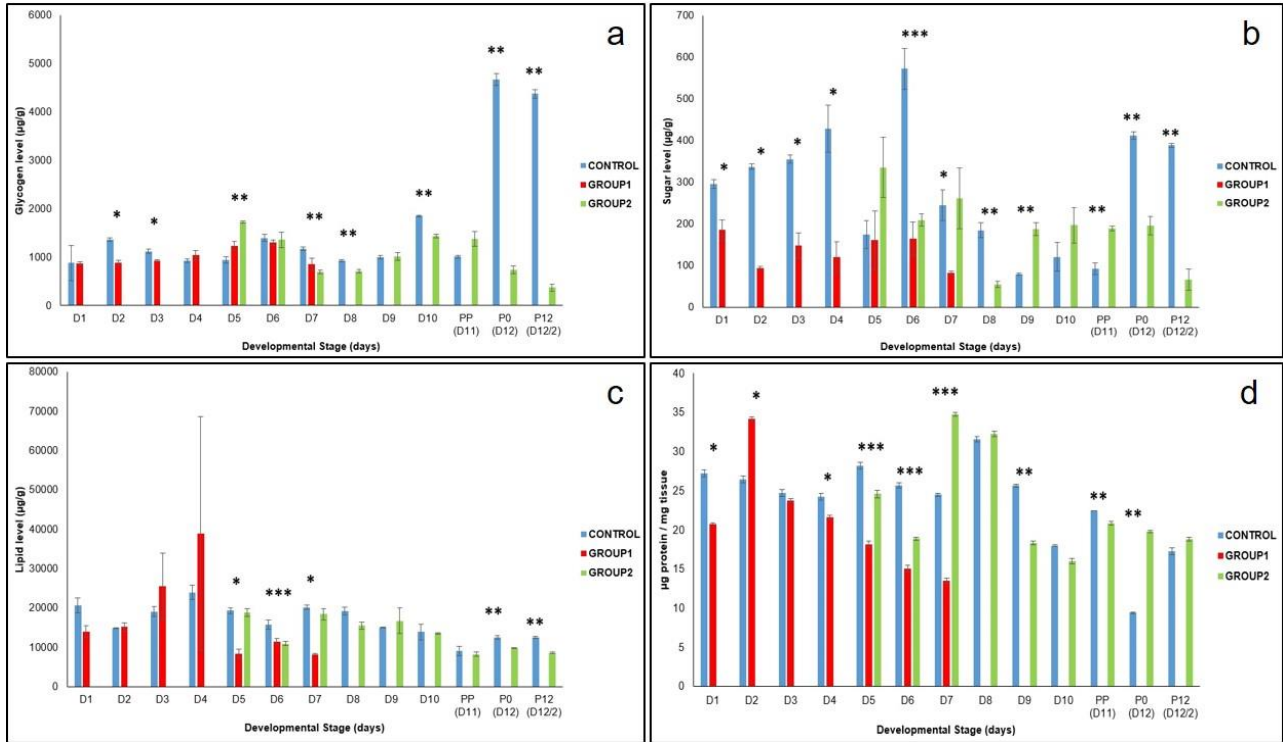 a
Glycogen level (µg/g)
6000
5000
4000
3000
2000
1000
0
* * ** ** ** ** ** **
D1 D2 D3 D4 D5 D6 D7 D8 D9 D10 PP P0 P12
(D11) (D12) (D12/2)
Developmental Stage (days)
CONTROL
GROUP1
GROUP2
b
Sugar level (µg/g)
700
600
500
400
300
200
100
0
* * * * *** * ** ** ** ** **
D1 D2 D3 D4 D5 D6 D7 D8 D9 D10 PP P0 P12
(D11) (D12) (D12/2)
Developmental Stage (days)
CONTROL
GROUP1
GROUP2
c
Lipid level (µg/g)
80000
70000
60000
50000
40000
30000
20000
10000
0
* *** * ** **
D1 D2 D3 D4 D5 D6 D7 D8 D9 D10 PP P0 P12
(D11) (D12) (D12/2)
Developmental Stage (days)
CONTROL
GROUP1
GROUP2
d
µg protein / mg tissue
40
35
30
25
20
15
10
5
0
* * * *** *** *** ** ** **
D1 D2 D3 D4 D5 D6 D7 D8 D9 D10 PP P0 P12
(D11) (D12) (D12/2)
Developmental Stage (days)
CONTROL
GROUP1
GROUP2